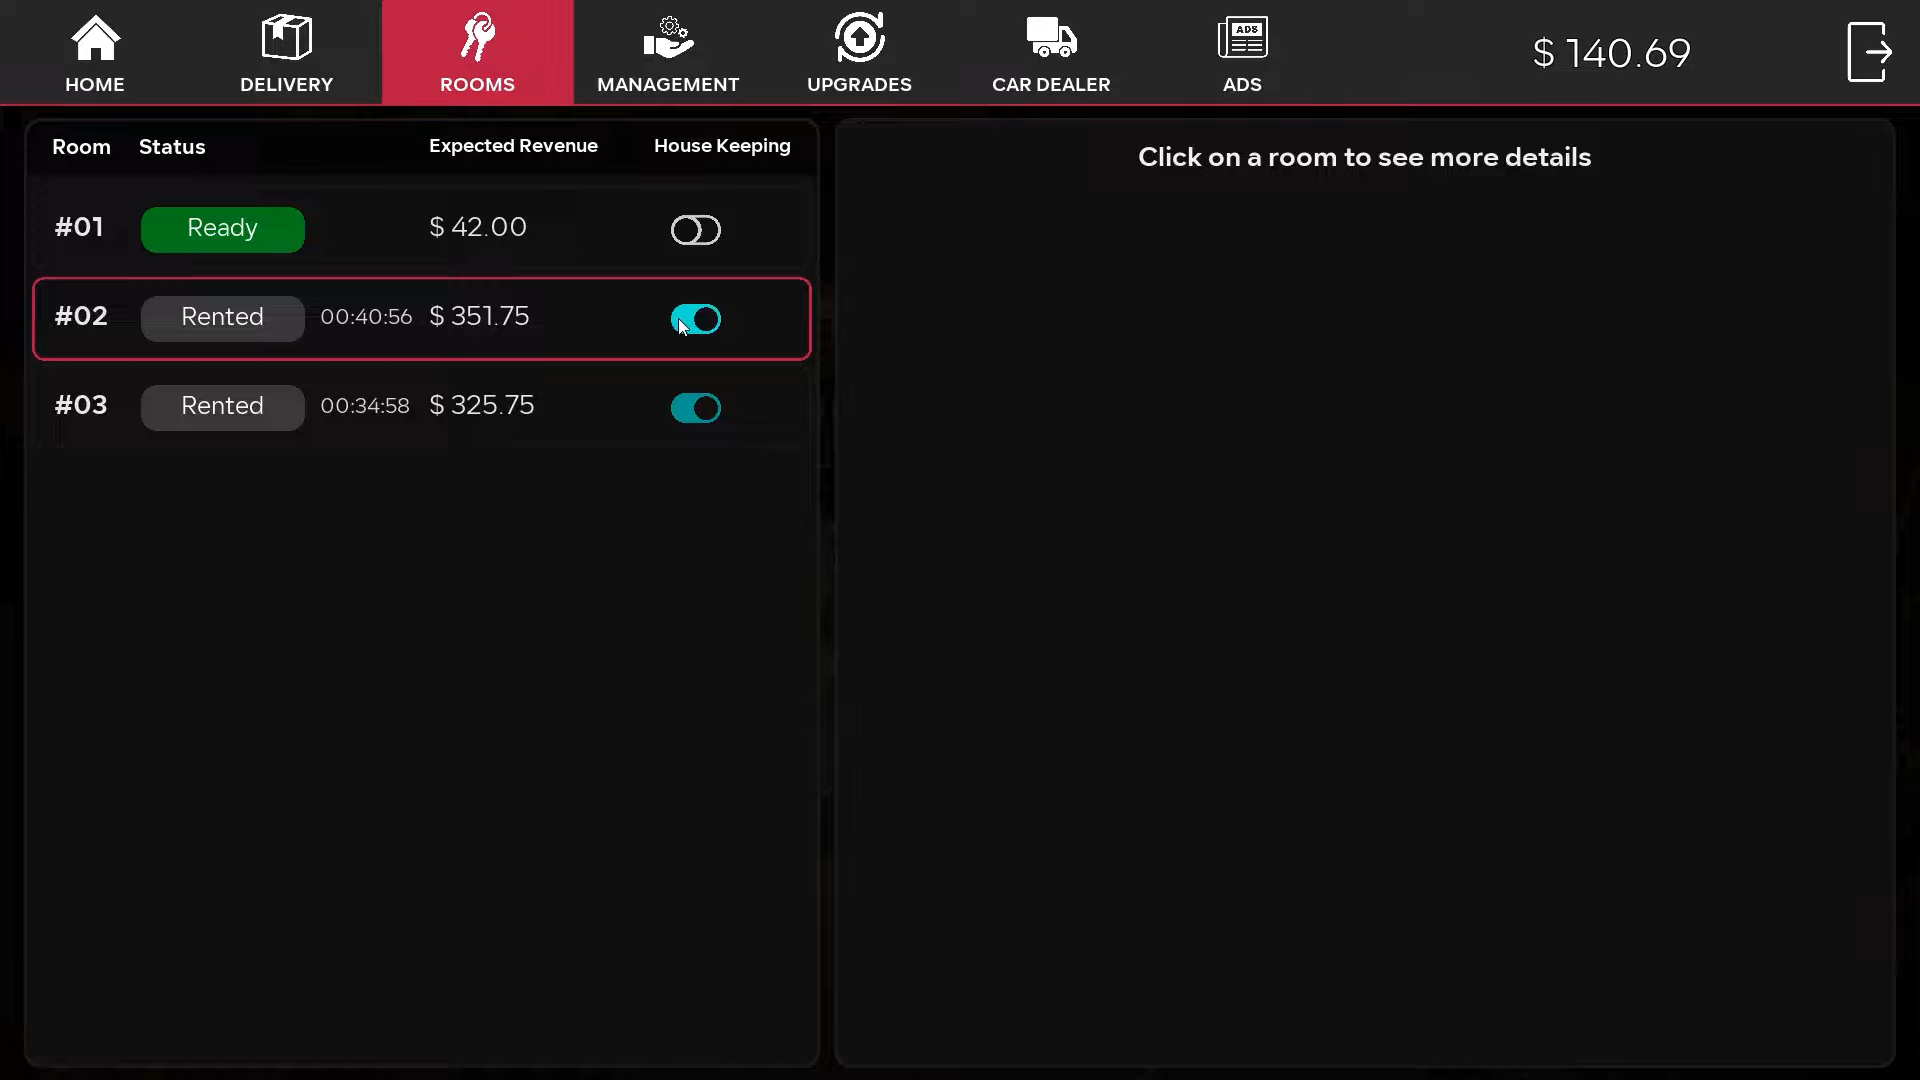 HOME
DELIVERY
ROOMS
MANAGEMENT
UPGRADES
CAR DEALER
ADS
ADS
$ 140.69
Room Status Expected Revenue House Keeping
#01 Ready $ 42.00
#02 Rented 00:40:56 $ 351.75
#03 Rented 00:34:58 $ 325.75
Click on a room to see more details